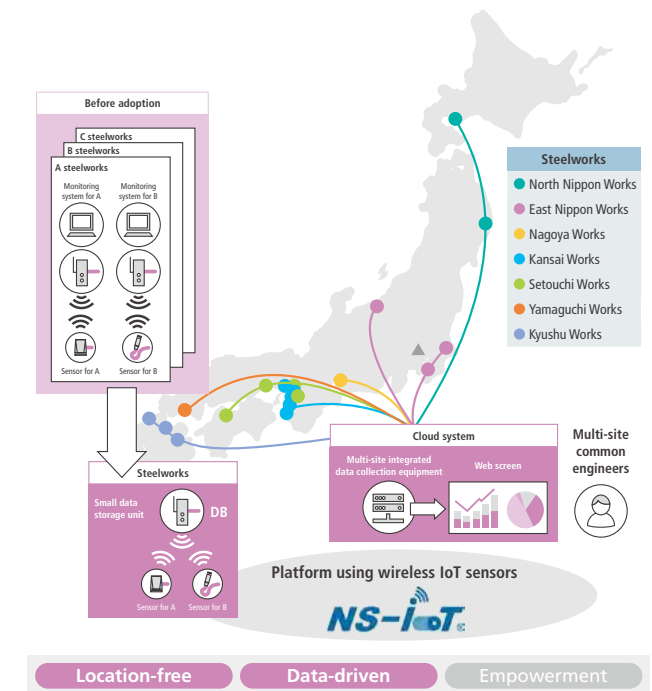 Before adoption
C steelworks
B steelworks
A steelworks
Monitoring
system for A
Monitoring
system for B
Sensor for A
Sensor for B
Steelworks
North Nippon Works
East Nippon Works
Nagoya Works
Kansai Works
Setouchi Works
Yamaguchi Works
Kyushu Works
Cloud system
Multi-site integrated
data collection equipment
Web screen
Multi-site
common
engineers
Steelworks
Small data
storage unit
DB
Sensor for A
Sensor for B
Platform using wireless IoT sensors
NS-IoT
Location-free
Data-driven
Empowerment